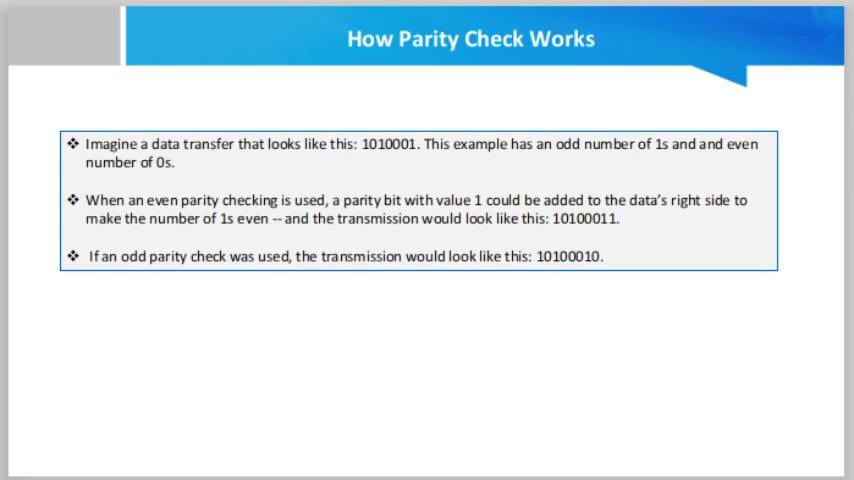 How Parity Check Works
❖ Imagine a data transfer that looks like this: 1010001. This example has an odd number of 1s and and even
number of 0s.
❖ When an even parity checking is used, a parity bit with value 1 could be added to the data's right side to
make the number of 1s even -- and the transmission would look like this: 10100011.
❖ If an odd parity check was used, the transmission would look like this: 10100010.